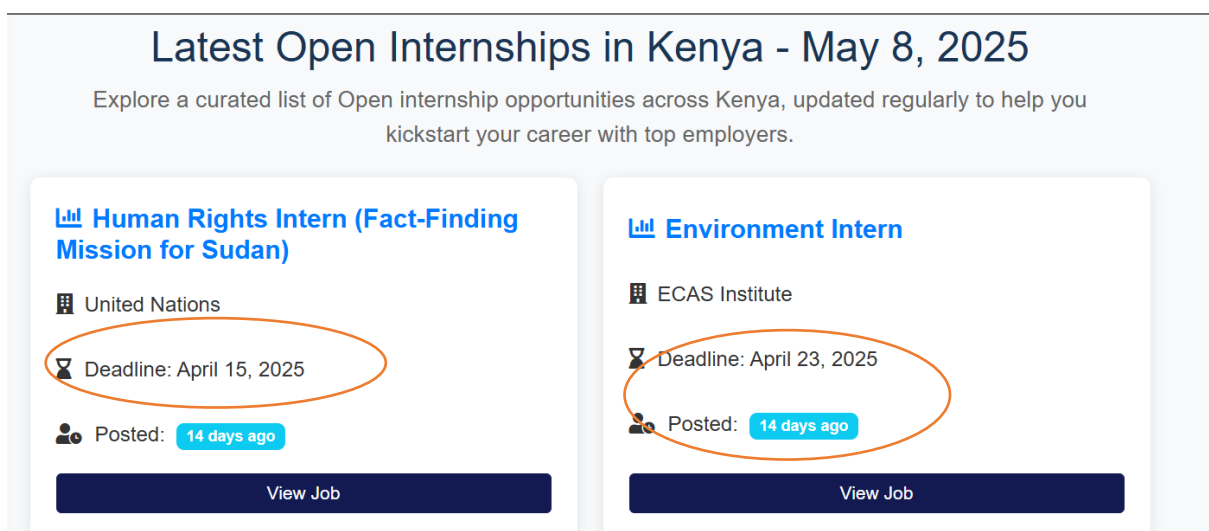 Latest Open Internships in Kenya - May 8, 2025
Explore a curated list of Open internship opportunities across Kenya, updated regularly to help you
kickstart your career with top employers.
Human Rights Intern (Fact-Finding
Mission for Sudan)
United Nations
Deadline: April 15, 2025
Posted: 14 days ago
View Job
Environment Intern
ECAS Institute
Deadline: April 23, 2025
Posted: 14 days ago
View Job